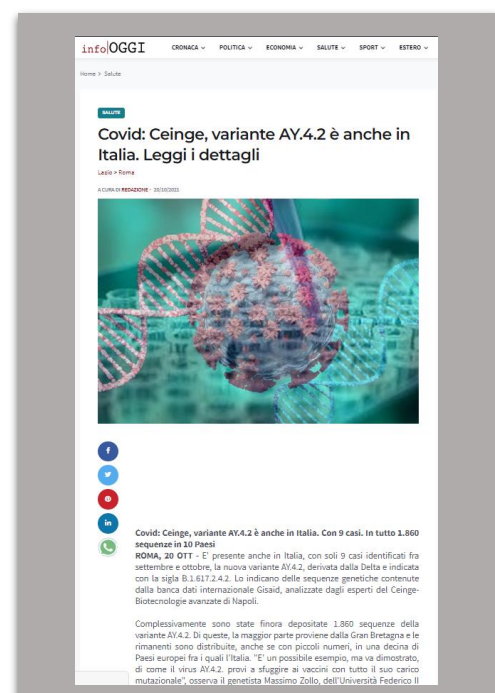 info|OGGI CRONACA POLITICA ECONOMIA SALUTE SPORT ESTERO
Home > Salute
SALUTE
Covid: Ceinge, variante AY.4.2 è anche in
Italia. Leggi i dettagli
Lazio > Roma
A CURA DI REDAZIONE - 20/10/2021
Covid: Ceinge, variante AY.4.2 è anche in Italia. Con 9 casi. In tutto 1.860
sequenze in 10 Paesi
ROMA, 20 OTT - E' presente anche in Italia, con soli 9 casi identificati fra
settembre e ottobre, la nuova variante AY.4.2, derivata dalla Delta e indicata
con la sigla B.1.617.2.4.2. Lo indicano delle sequenze genetiche contenute
dalla banca dati internazionale Gisaid, analizzate dagli esperti del Ceinge-
Biotecnologie avanzate di Napoli.
Complessivamente sono state finora depositate 1.860 sequenze della
variante AY.4.2. Di queste, la maggior parte proviene dalla Gran Bretagna e le
rimanenti sono distribuite, anche se con piccoli numeri, in una decina di
Paesi europei fra i quali l'Italia. "E' un possibile esempio, ma va dimostrato,
di come il virus AY.4.2. provi a sfuggire ai vaccini con tutto il suo carico
mutazionale", osserva il genetista Massimo Zollo, dell'Università Federico II